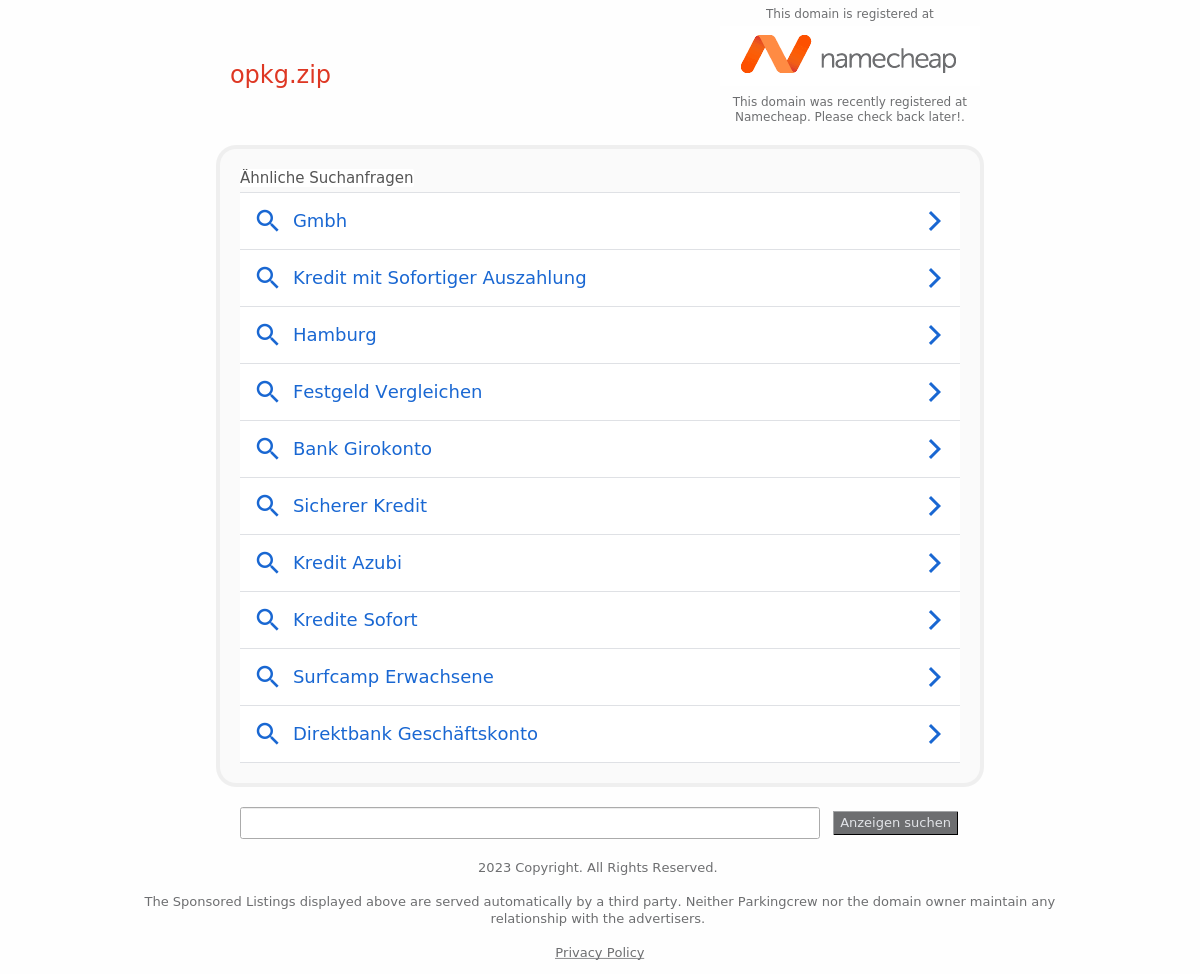 This domain is registered at
namecheap
opkg.zip
This domain was recently registered at
Namecheap. Please check back later!.
Ähnliche Suchanfragen
Gmbh
Kredit mit Sofortiger Auszahlung
Hamburg
Festgeld Vergleichen
Bank Girokonto
Sicherer Kredit
Kredit Azubi
Kredite Sofort
Surfcamp Erwachsene
Direktbank Geschäftskonto
Anzeigen suchen
2023 Copyright. All Rights Reserved.
The Sponsored Listings displayed above are served automatically by a third party. Neither Parkingcrew nor the domain owner maintain any
relationship with the advertisers.
Privacy Policy